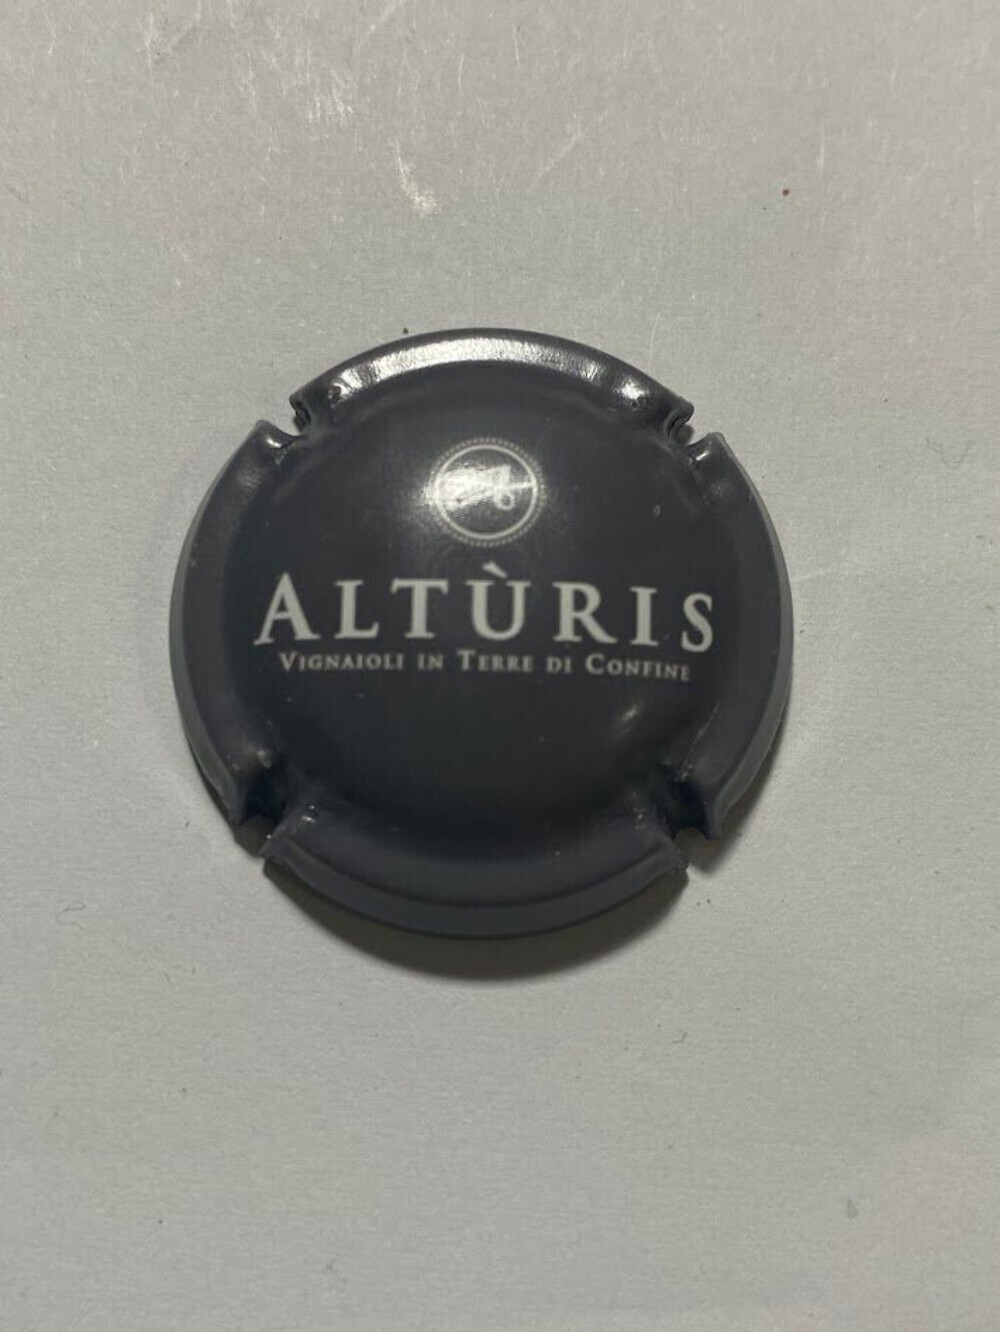 ALTÙRIS
VIGNAIOLI IN TERRE DI CONFINE